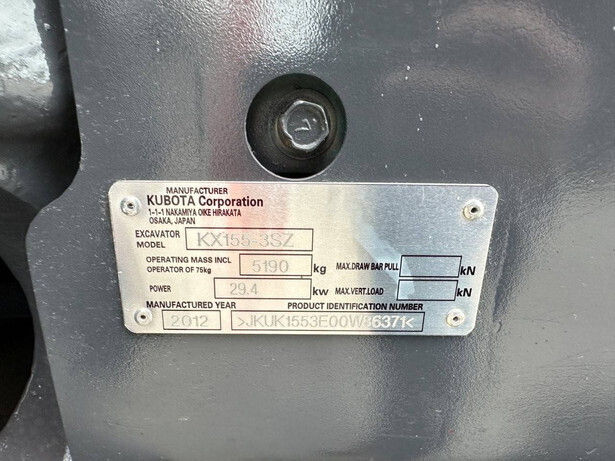 MANUFACTURER
KUBOTA Corporation
1-1-1 NAKAMIYA OIKE HIRAKATA
OSAKA, JAPAN
EXCAVATOR MODEL KX155-3SZ
OPERATING MASS INCL OPERATOR OF 75kg 5190 kg MAX.DRAW BAR PULL kN
POWER 29.4 kw MAX.VERT.LOAD kN
MANUFACTURED YEAR PRODUCT IDENTIFICATION NUMBER
2012 >JKUK1553E00W86371<